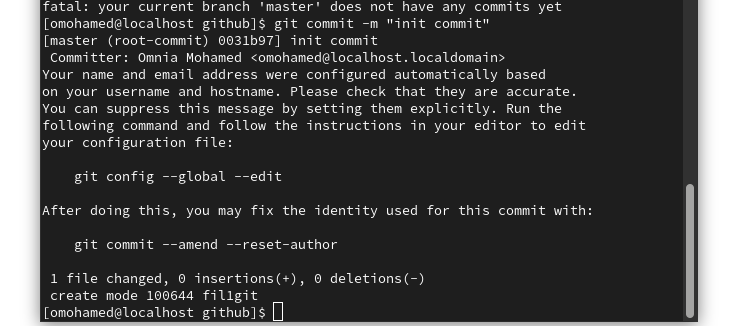 fatal: your current branch 'master' does not have any commits yet
[omohamed@localhost github]$ git commit -m "init commit"
[master (root-commit) 0031b97] init commit
 Committer: Omnia Mohamed <omohamed@localhost.localdomain>
Your name and email address were configured automatically based
on your username and hostname. Please check that they are accurate.
You can suppress this message by setting them explicitly. Run the
following command and follow the instructions in your editor to edit
your configuration file:

    git config --global --edit

After doing this, you may fix the identity used for this commit with:

    git commit --amend --reset-author

 1 file changed, 0 insertions(+), 0 deletions(-)
 create mode 100644 fil1git
[omohamed@localhost github]$